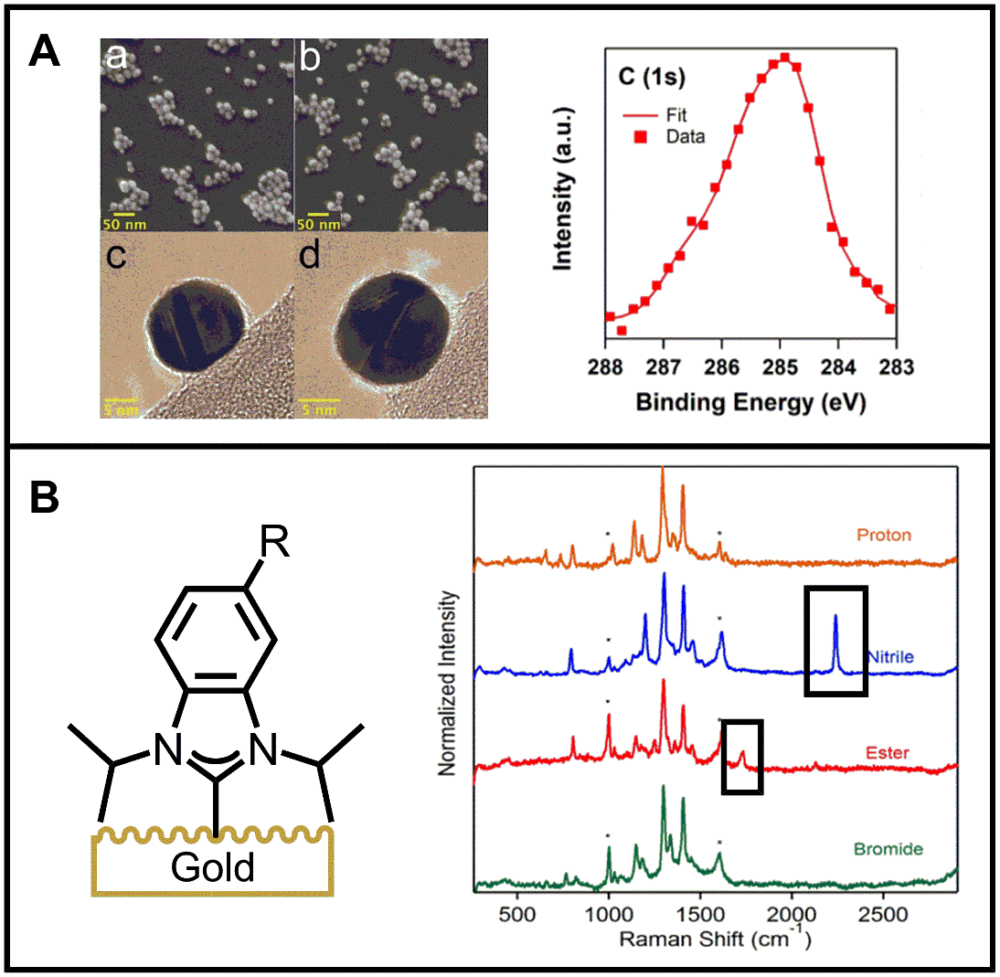 A
a
b
50 nm
50 nm
c
d
5 nm
5 nm
C (1s)
Fit
Data
Intensity (a.u.)
288 287 286 285 284 283
Binding Energy (eV)
B
R
N N
Gold
Proton
Nitrile
Ester
Bromide
* *
* *
* *
* *
Normalized Intensity
500 1000 1500 2000 2500
Raman Shift (cm⁻¹)